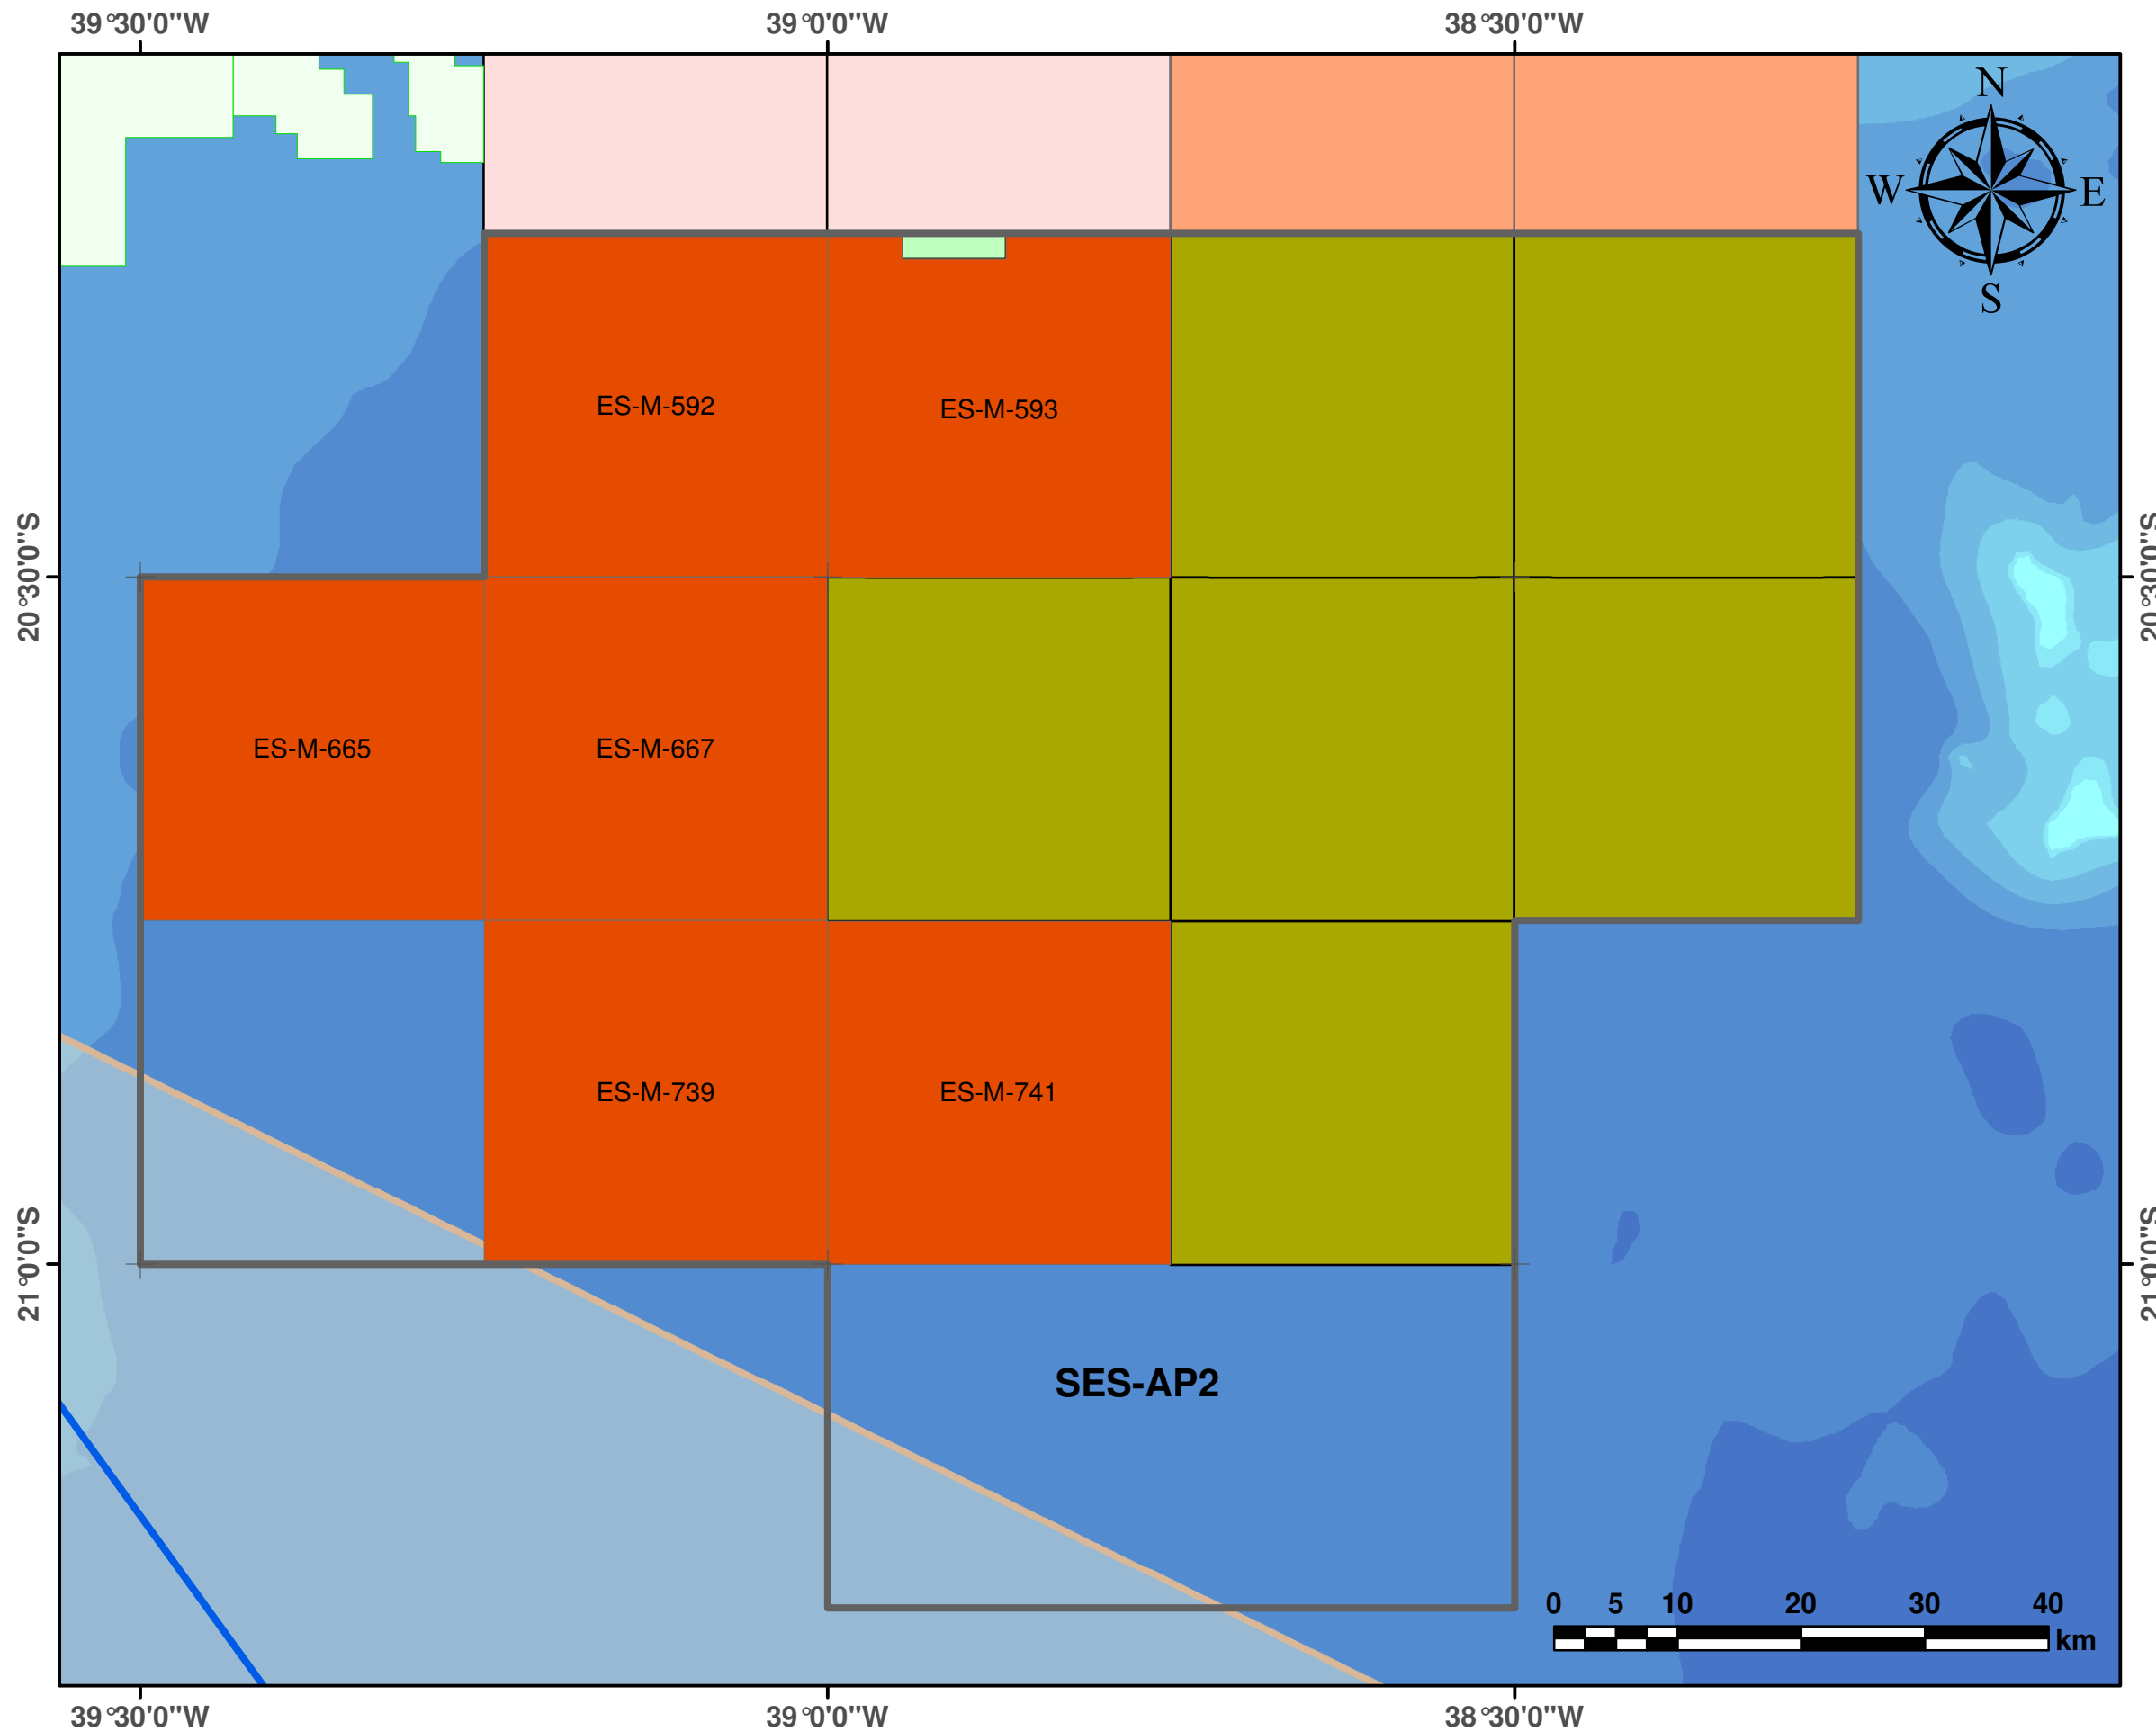 39°30'0"W 39°0'0"W 38°30'0"W
N
W E
S
ES-M-592 ES-M-593
20°30'0"S 20°30'0"S
ES-M-665 ES-M-667
ES-M-739 ES-M-741
21°0'0"S 21°0'0"S
SES-AP2
0 5 10 20 30 40
km
39°30'0"W 39°0'0"W 38°30'0"W